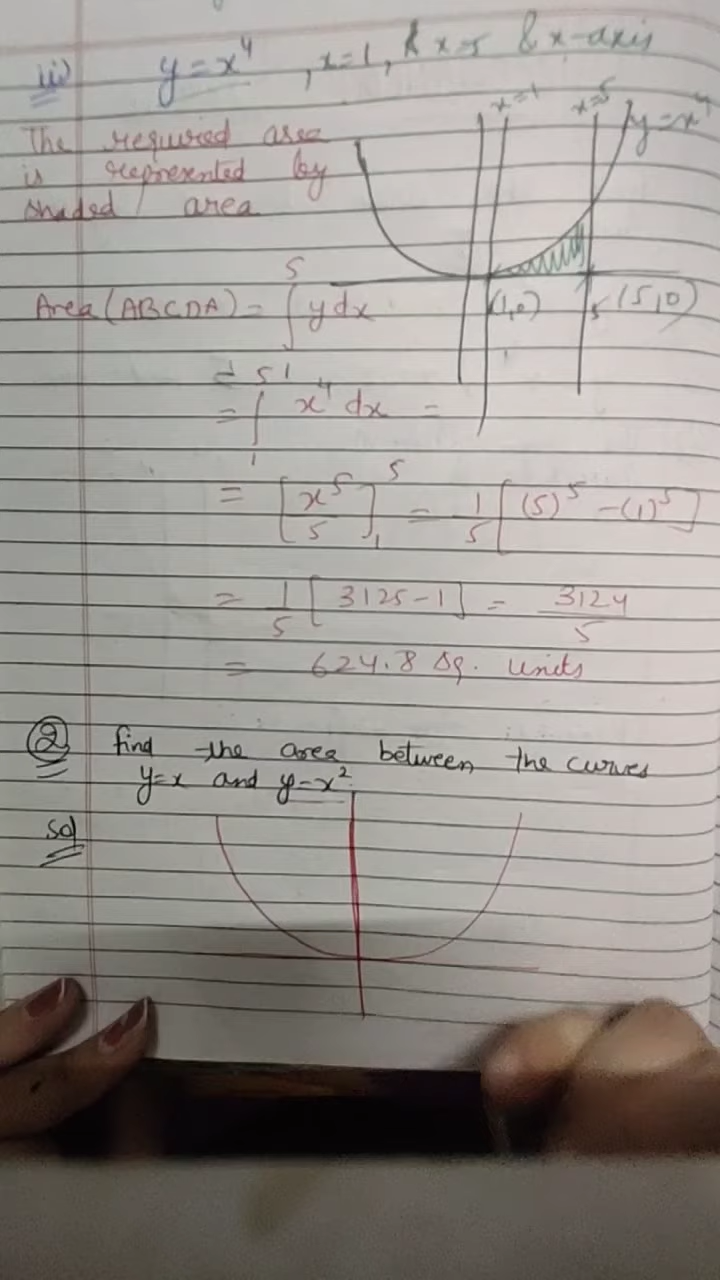 iii) y = x⁴ , x=1, & x=5 & x-axis
x=1 x=5 y=x⁴
The required area
is represented by
shaded area
(1,0) 5 (5,0)
Area (ABCDA) = ∫₁⁵ y dx
= ∫₁⁵ x⁴ dx =
= [x⁵/5]₁⁵ = 1/5 [(5)⁵ - (1)⁵]
= 1/5 [3125-1] = 3124/5
= 624.8 sq. units
② find the area between the curves
y=x and y=x².
Sol